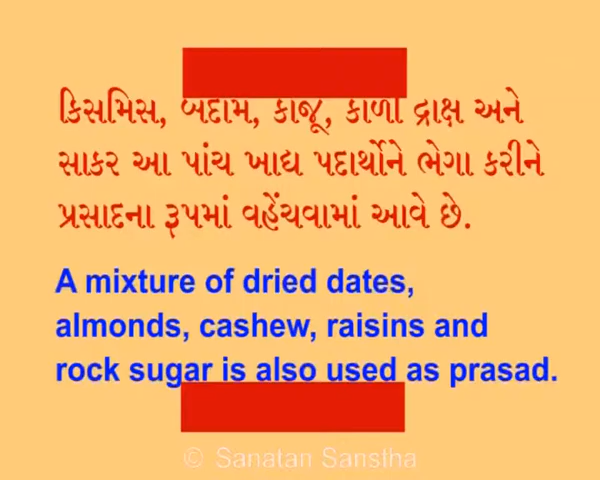 કિસમિસ, બદામ, કાજૂ, કાળી દ્રાક્ષ અને
સાકર આ પાંચ ખાદ્ય પદાર્થોને ભેગા કરીને
પ્રસાદના રૂપમાં વહેંચવામાં આવે છે.
A mixture of dried dates,
almonds, cashew, raisins and
rock sugar is also used as prasad.
© Sanatan Sanstha